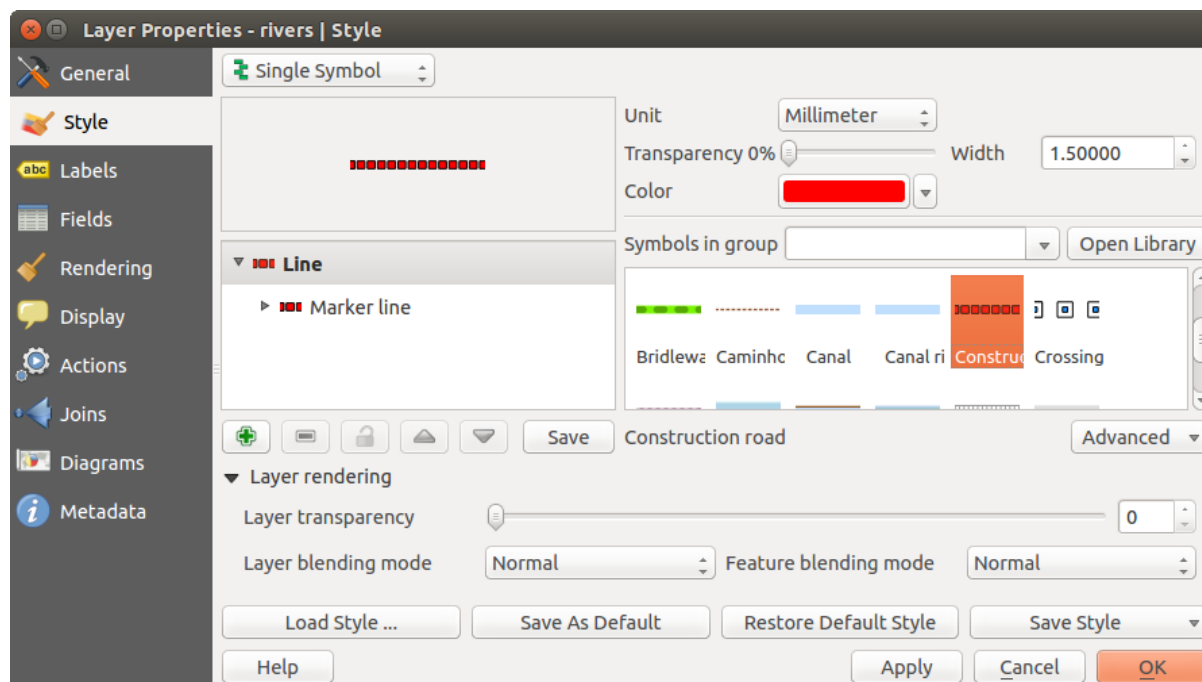 Layer Properties - rivers | Style
General
Style
abc Labels
Fields
Rendering
Display
Actions
Joins
Diagrams
Metadata
Single Symbol
Unit Millimeter
Transparency 0% Width 1.50000
Color
Symbols in group Open Library
Line
Marker line
Bridlewa Caminho Canal Canal ri Construc Crossing
Save Construction road Advanced
Layer rendering
Layer transparency 0
Layer blending mode Normal Feature blending mode Normal
Load Style ... Save As Default Restore Default Style Save Style
Help Apply Cancel OK